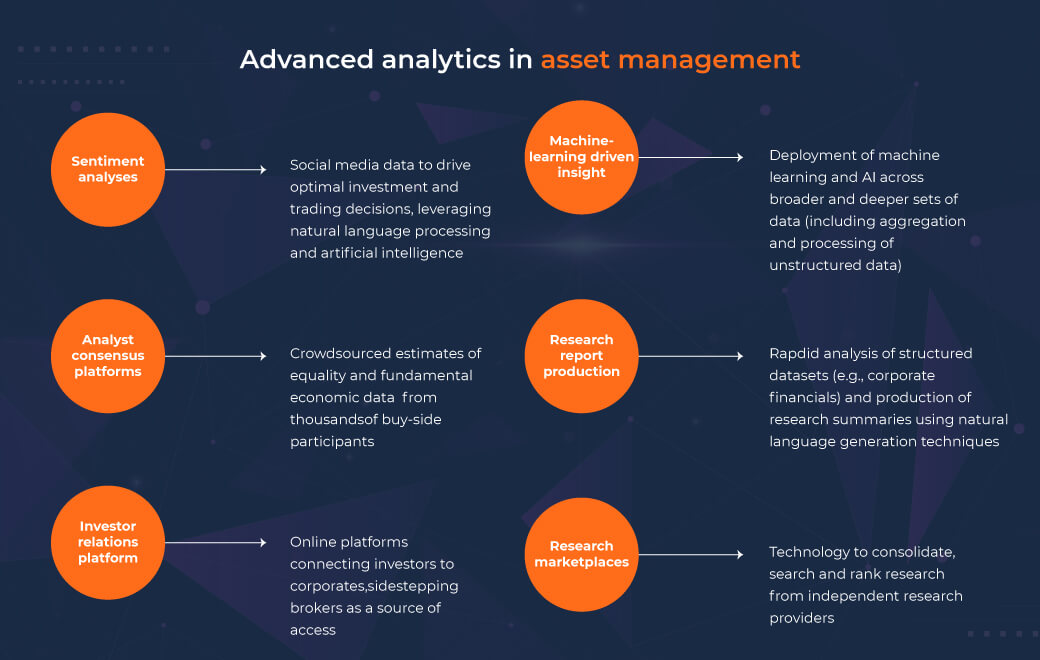 Advanced analytics in asset management
Sentiment
analyses
Social media data to drive
optimal investment and
trading decisions, leveraging
natural language processing
and artificial intelligence
Machine-
learning driven
insight
Deployment of machine
learning and AI across
broader and deeper sets of
data (including aggregation
and processing of
unstructured data)
Analyst
consensus
platforms
Crowdsourced estimates of
equality and fundamental
economic data  from
thousandsof buy-side
participants
Research
report
production
Rapdid analysis of structured
datasets (e.g., corporate
financials) and production of
research summaries using natural
language generation techniques
Investor
relations
platform
Online platforms
connecting investors to
corporates,sidestepping
brokers as a source of
access
Research
marketplaces
Technology to consolidate,
search and rank research
from independent research
providers